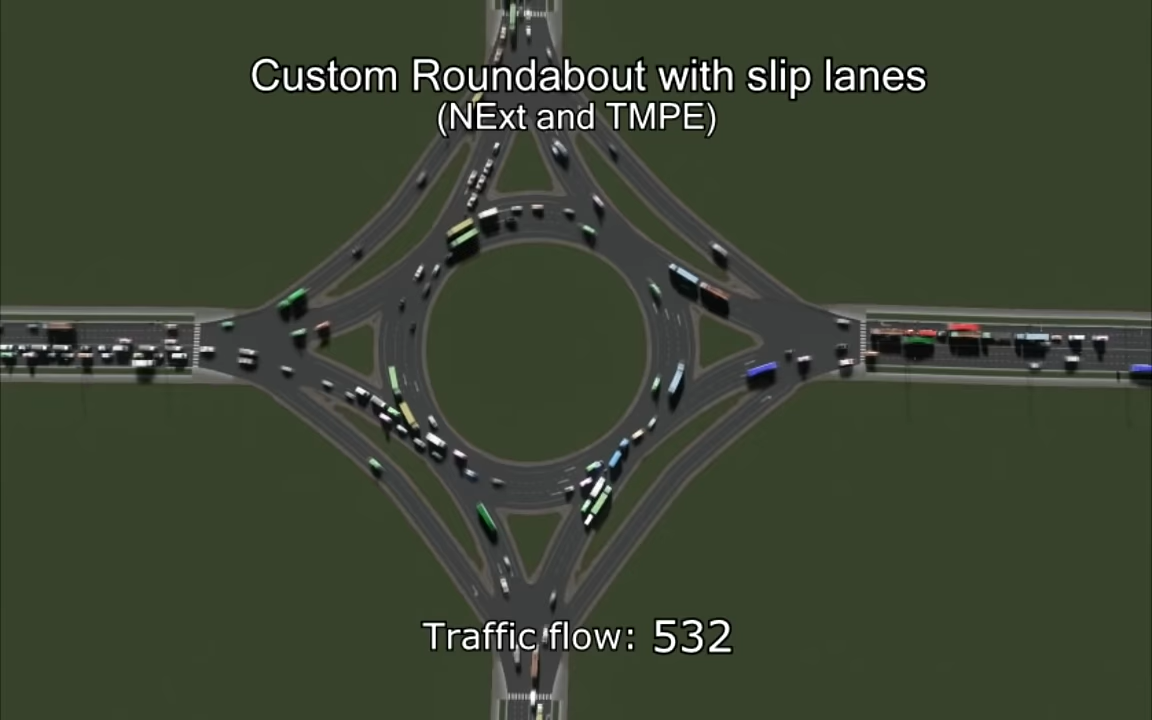 Custom Roundabout with slip lanes
(NExt and TMPE)
Traffic flow: 532